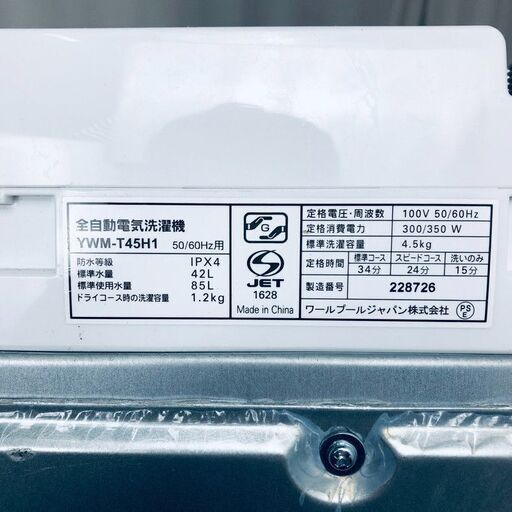 全自動電気洗濯機
YWM-T45H1 50/60Hz用
防水等級 IPX4
標準水量 42L
標準使用水量 85L
ドライコース時の洗濯容量 1.2kg
G
JET
1628
Made in China
定格電圧・周波数 100V 50/60Hz
定格消費電力 300/350 W
標準洗濯容量 4.5kg
定格時間 標準コース スピードコース 洗いのみ
34分 24分 15分
製造番号 228726
ワールプールジャパン株式会社 PSE